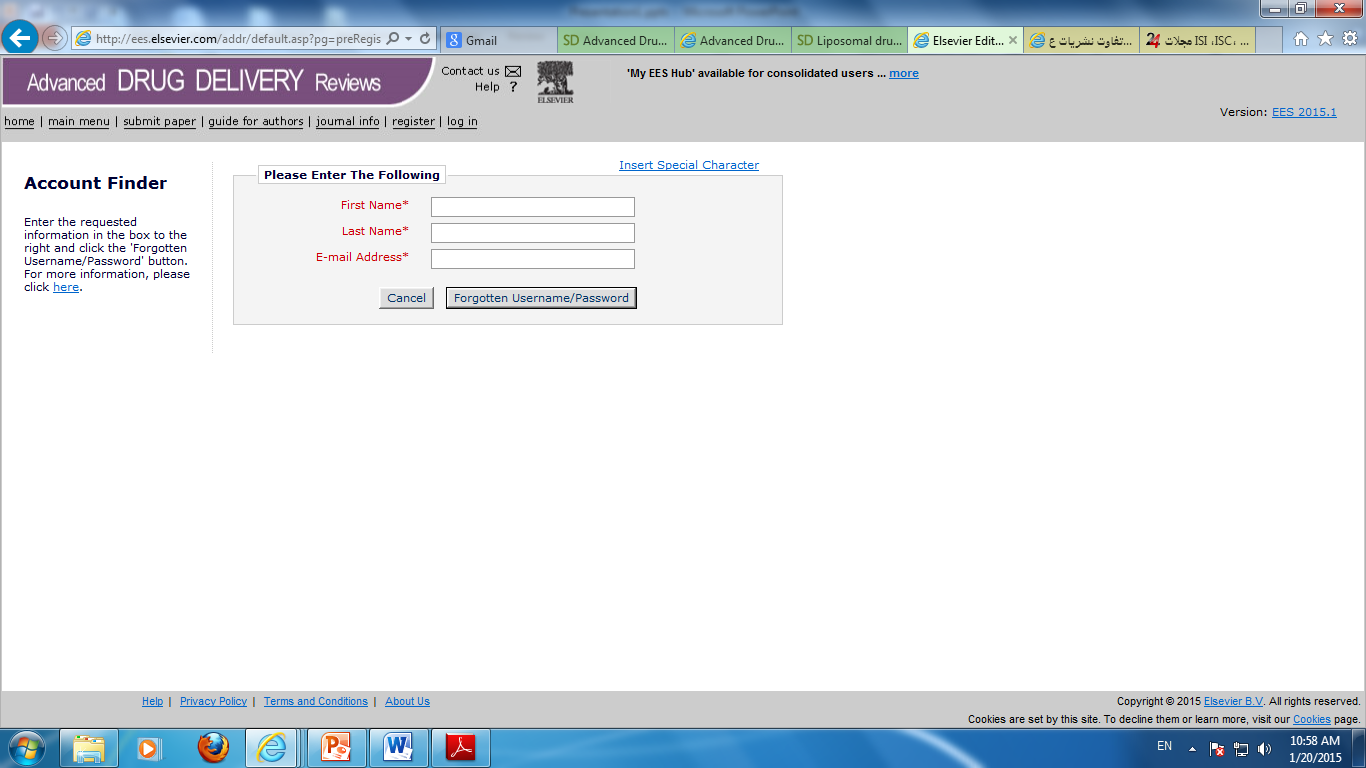 http://ees.elsevier.com/addr/default.asp?pg=preRegis
Gmail
SD Advanced Dru...
Advanced Dru...
SD Liposomal dru...
Elsevier Edit...
تفاوت نشریات ع...
24 مجلات ISI ،ISC، ...
Advanced DRUG DELIVERY Reviews
Contact us
Help ?
ELSEVIER
'My EES Hub' available for consolidated users ... more
Version: EES 2015.1
home | main menu | submit paper | guide for authors | journal info | register | log in
Account Finder
Enter the requested
information in the box to the
right and click the 'Forgotten
Username/Password' button.
For more information, please
click here.
Insert Special Character
Please Enter The Following
First Name*
Last Name*
E-mail Address*
Cancel
Forgotten Username/Password
Help | Privacy Policy | Terms and Conditions | About Us
Copyright © 2015 Elsevier B.V. All rights reserved.
Cookies are set by this site. To decline them or learn more, visit our Cookies page.
EN
10:58 AM
1/20/2015